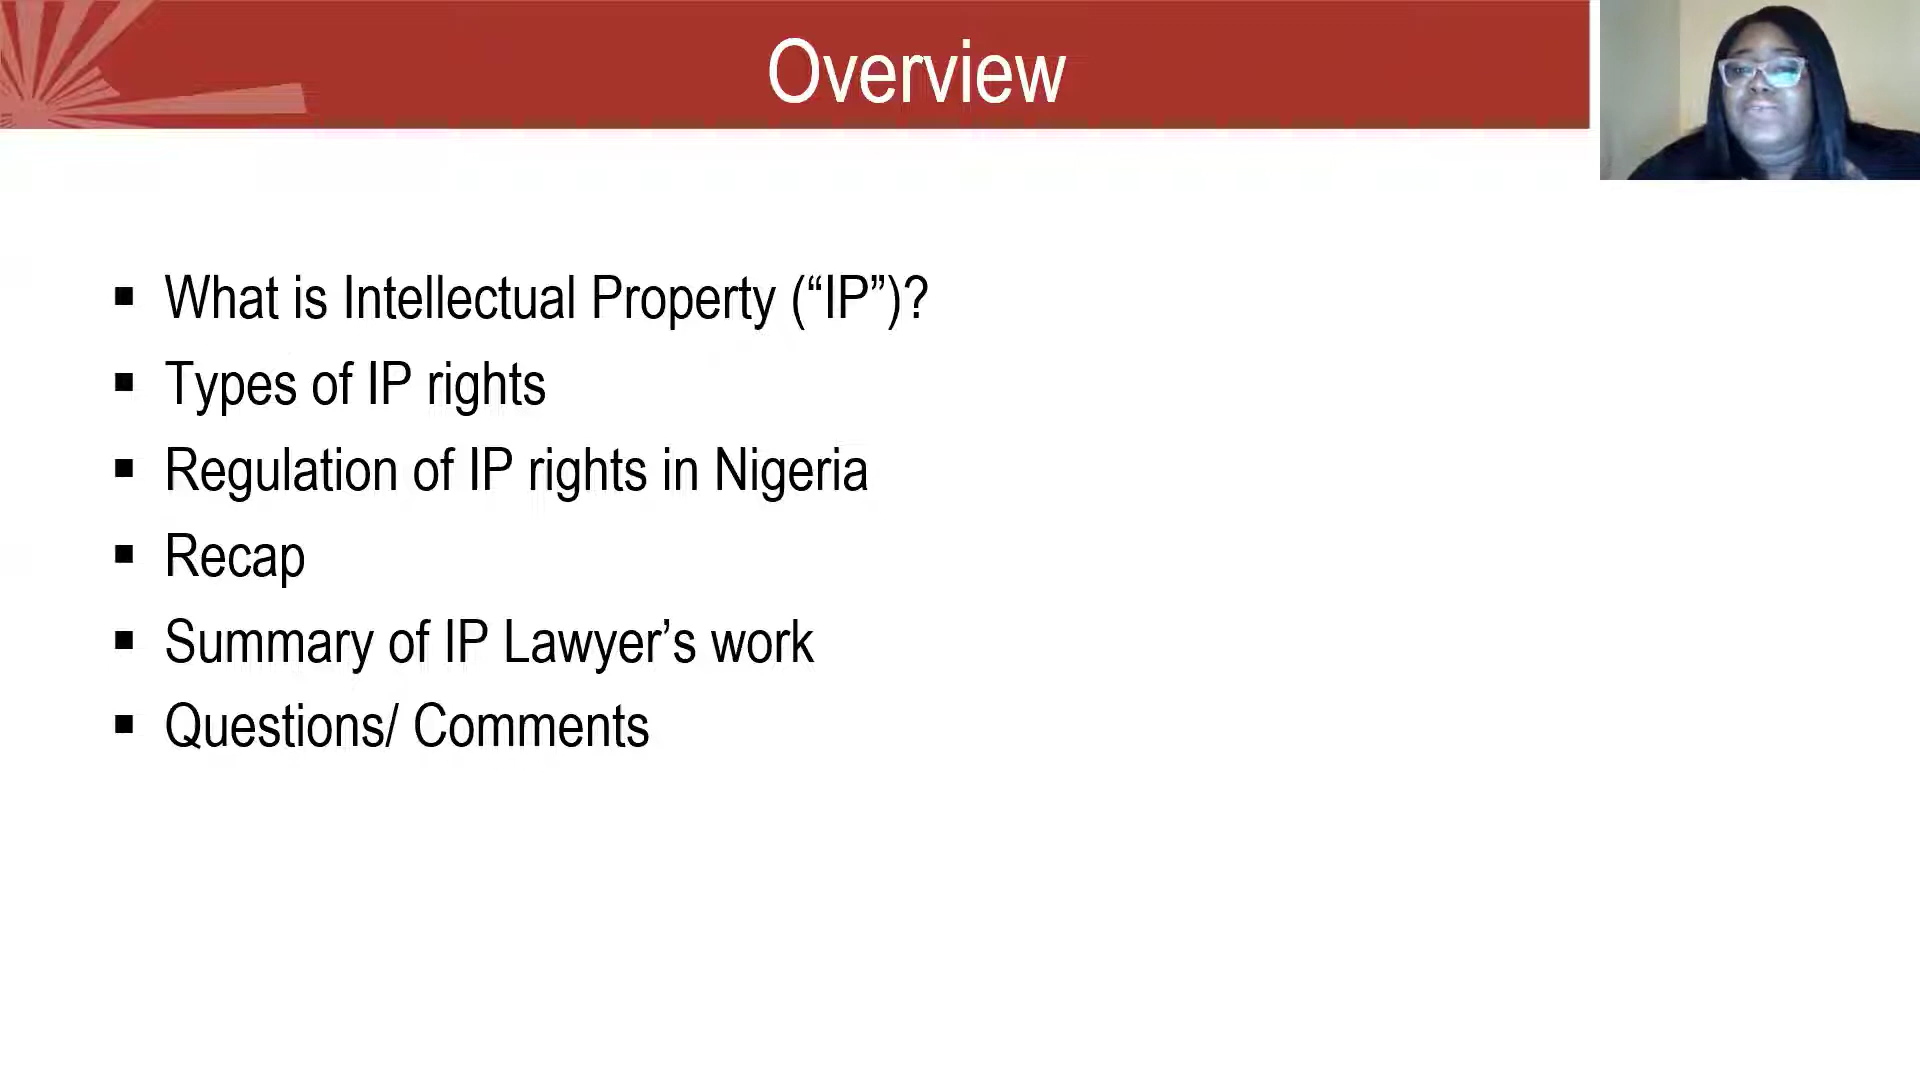 Overview
▪ What is Intellectual Property (“IP”)?
▪ Types of IP rights
▪ Regulation of IP rights in Nigeria
▪ Recap
▪ Summary of IP Lawyer’s work
▪ Questions/ Comments